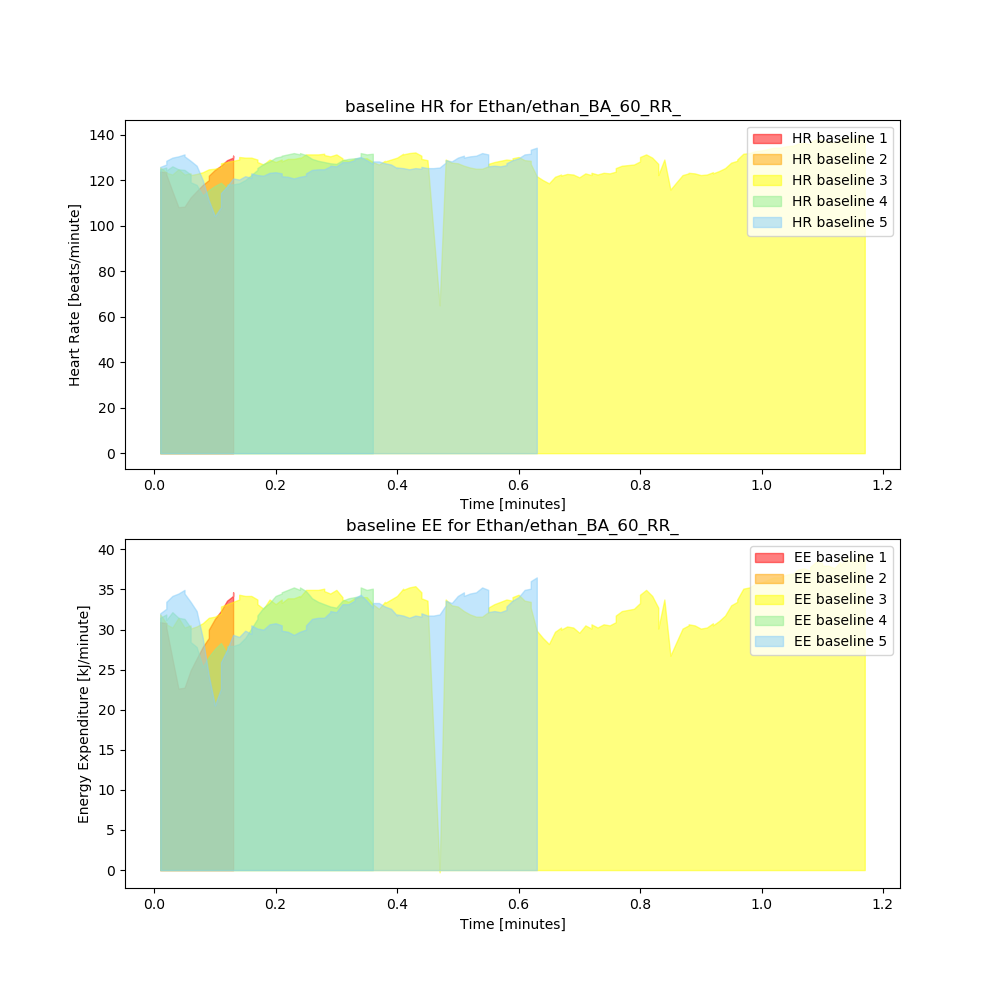 baseline HR for Ethan/ethan_BA_60_RR_
140
120
100
80
60
40
20
0
Heart Rate [beats/minute]
HR baseline 1
HR baseline 2
HR baseline 3
HR baseline 4
HR baseline 5
0.0 0.2 0.4 0.6 0.8 1.0 1.2
Time [minutes]
baseline EE for Ethan/ethan_BA_60_RR_
40
35
30
25
20
15
10
5
0
Energy Expenditure [kJ/minute]
EE baseline 1
EE baseline 2
EE baseline 3
EE baseline 4
EE baseline 5
0.0 0.2 0.4 0.6 0.8 1.0 1.2
Time [minutes]